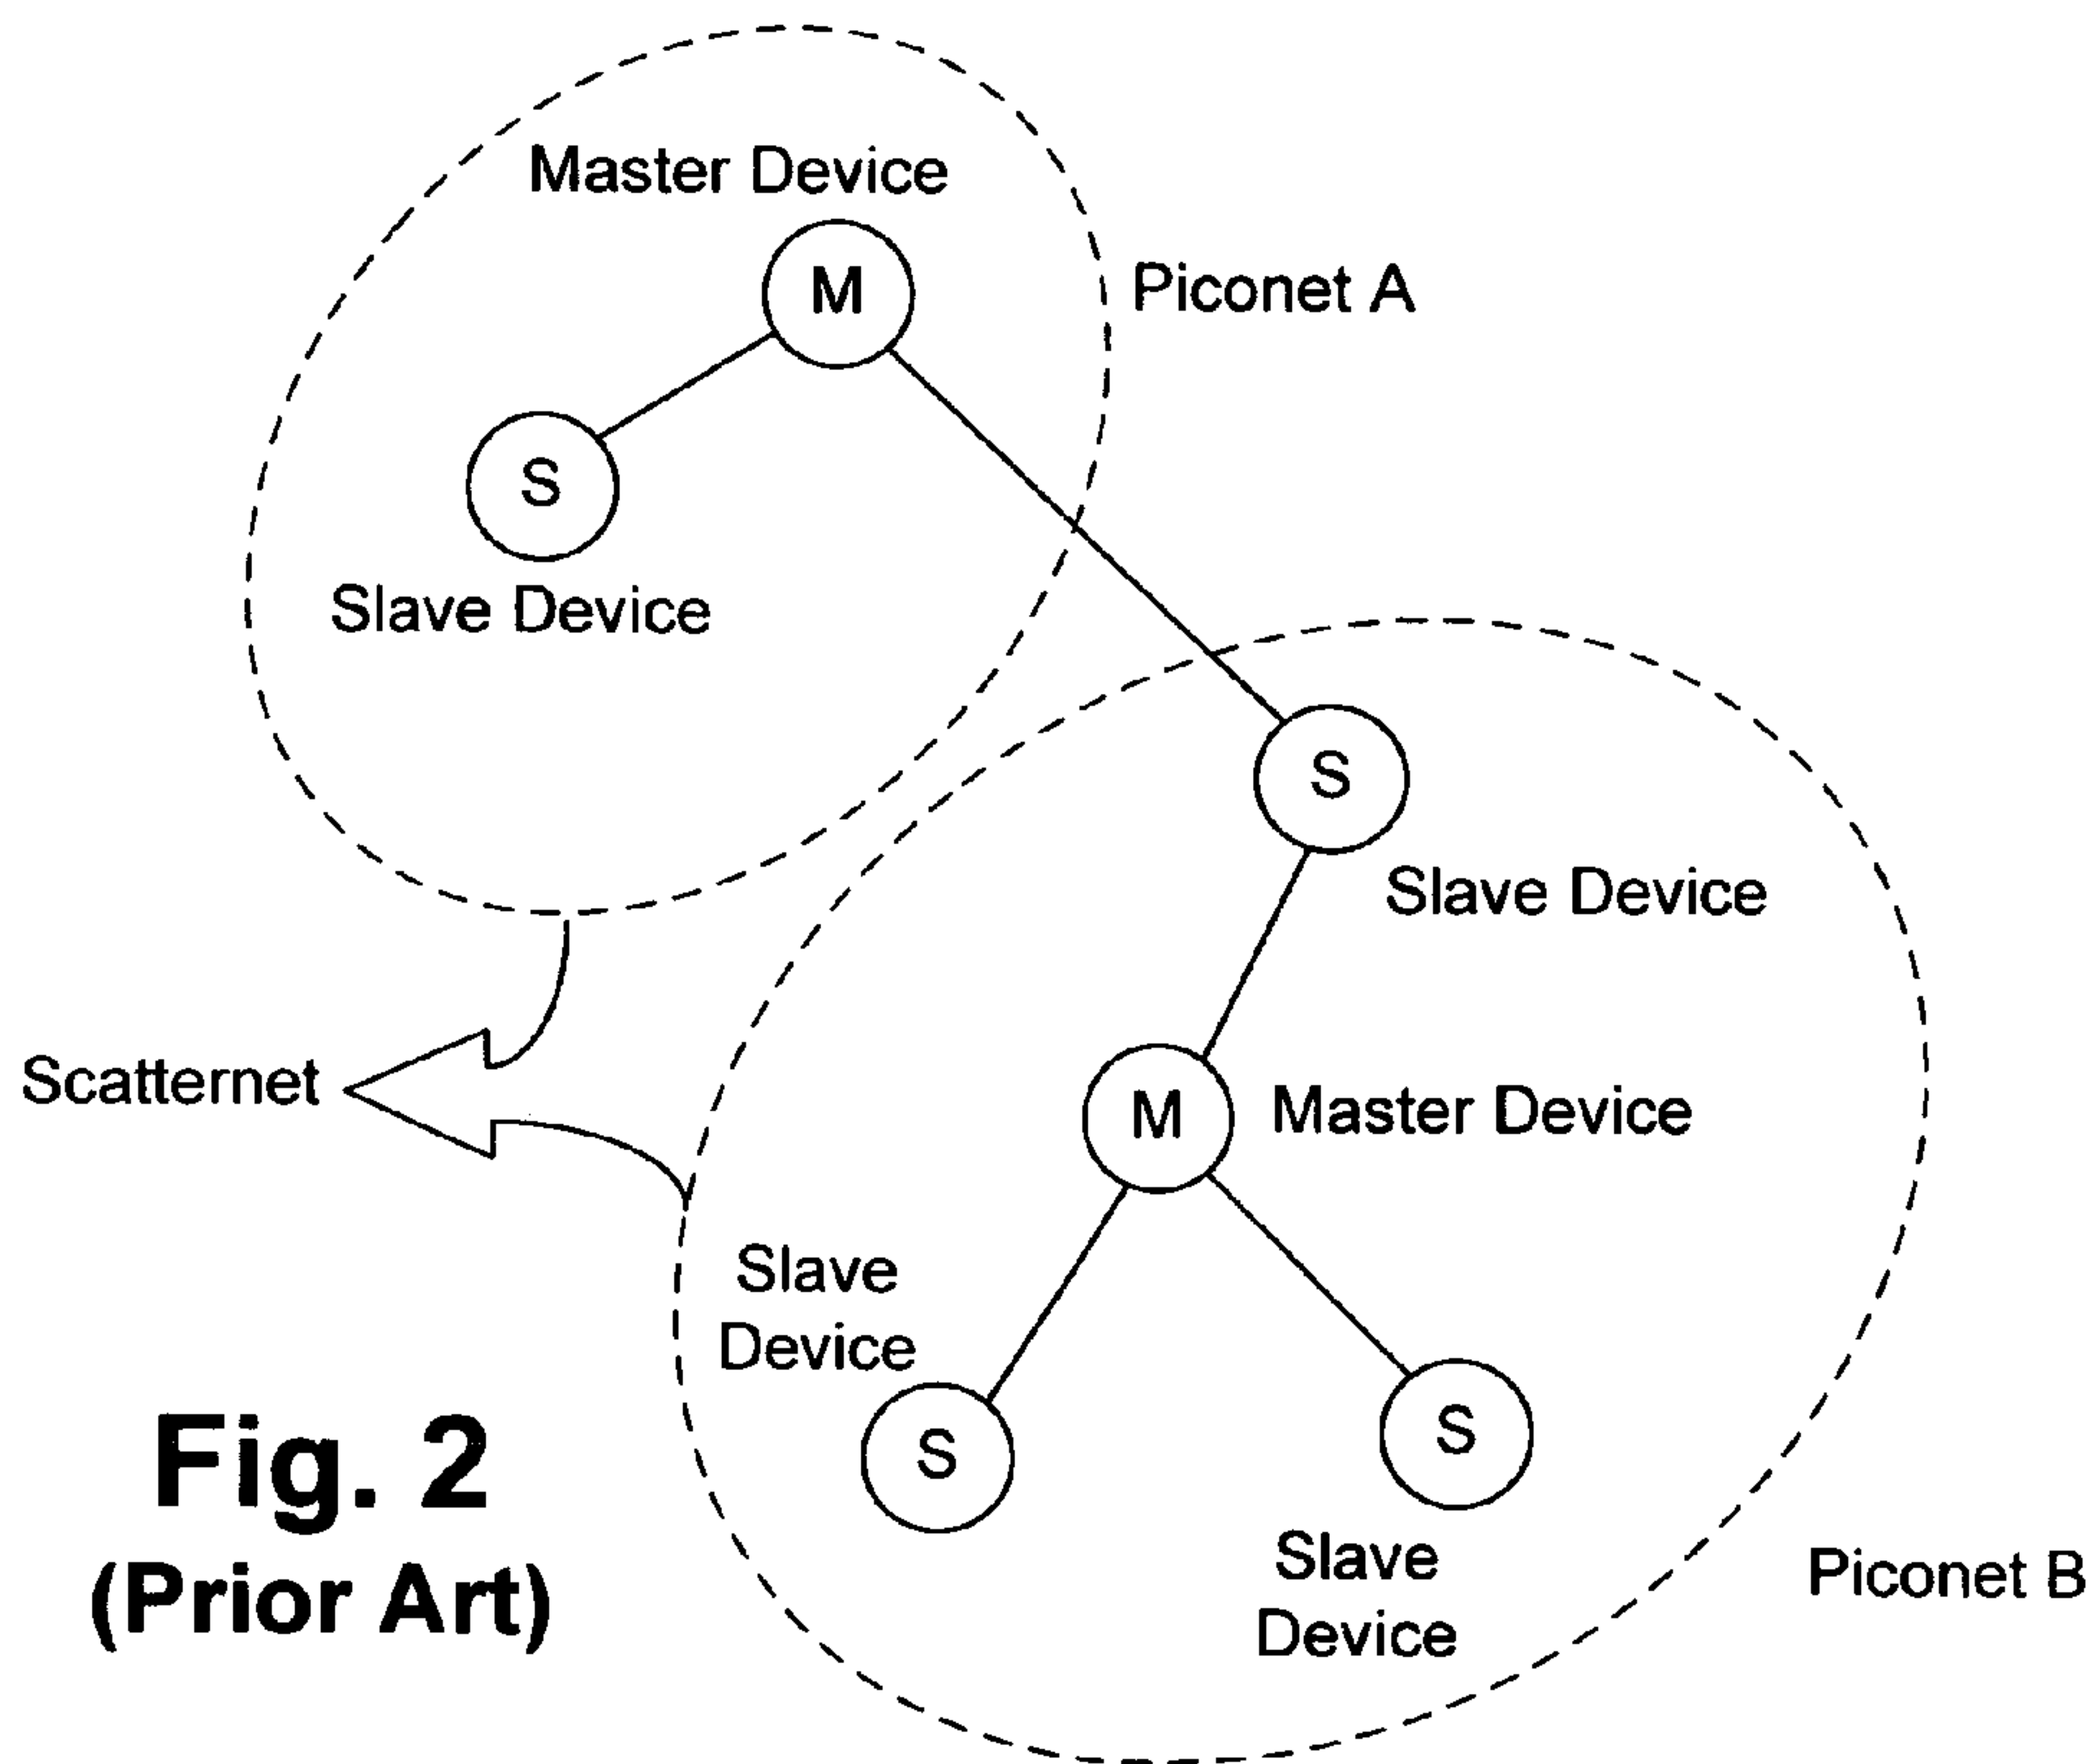 Master Device
M
Piconet A
S
Slave Device
S
Slave Device
Scatternet
M
Master Device
Slave
Device
S
S
Slave
Device
Piconet B
Fig. 2
(Prior Art)